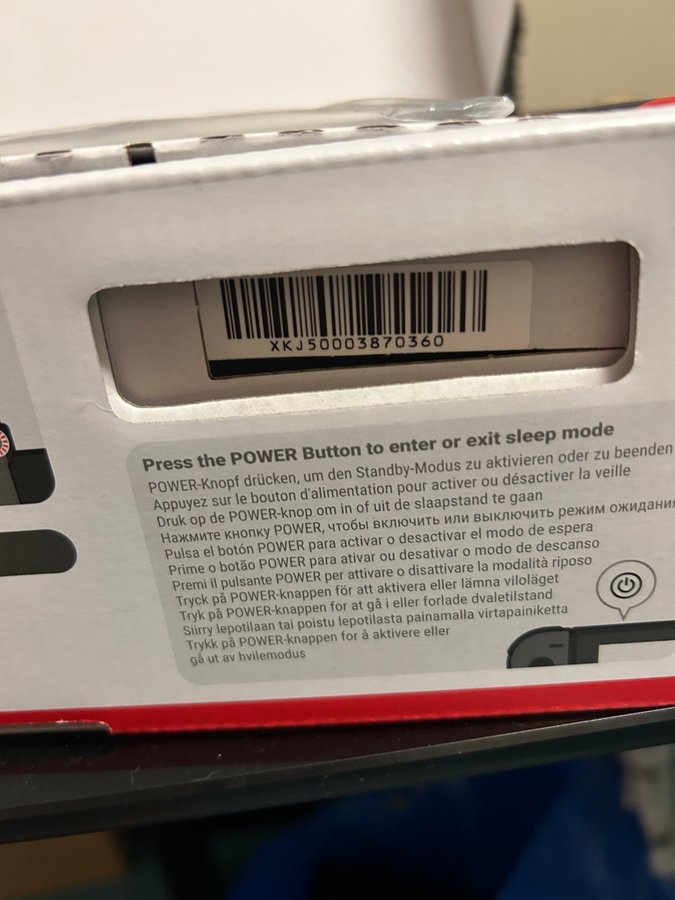 XKJ50003870360
Press the POWER Button to enter or exit sleep mode
POWER-Knopf drücken, um den Standby-Modus zu aktivieren oder zu beenden
Appuyez sur le bouton d'alimentation pour activer ou désactiver la veille
Druk op de POWER-knop om in of uit de slaapstand te gaan
Нажмите кнопку POWER, чтобы включить или выключить режим ожидания
Pulsa el botón POWER para activar o desactivar el modo de espera
Prime o botão POWER para ativar ou desativar o modo de descanso
Premi il pulsante POWER per attivare o disattivare la modalità riposo
Tryck på POWER-knappen för att aktivera eller lämna viloläget
Tryk på POWER-knappen for at gå i eller forlade dvaletilstand
Siirry lepotilaan tai poistu lepotilasta painamalla virtapainiketta
Trykk på POWER-knappen for å aktivere eller
gå ut av hvilemodus